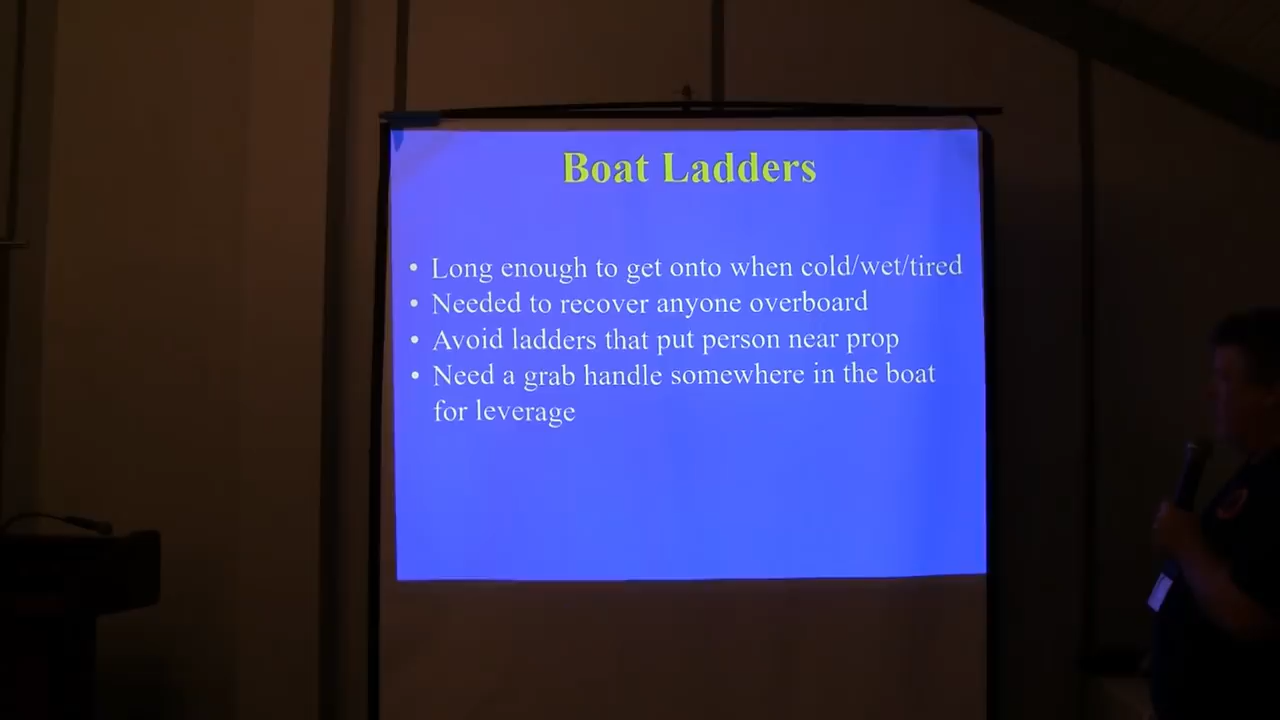 Boat Ladders
• Long enough to get onto when cold/wet/tired
• Needed to recover anyone overboard
• Avoid ladders that put person near prop
• Need a grab handle somewhere in the boat
for leverage